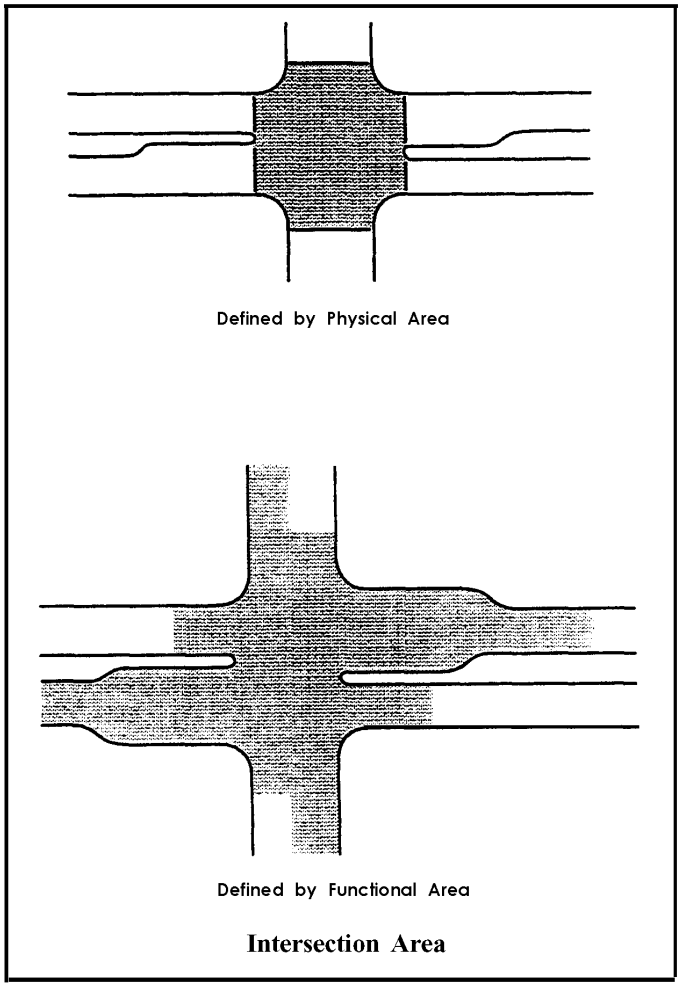 Defined by Physical Area
Defined by Functional Area
Intersection Area